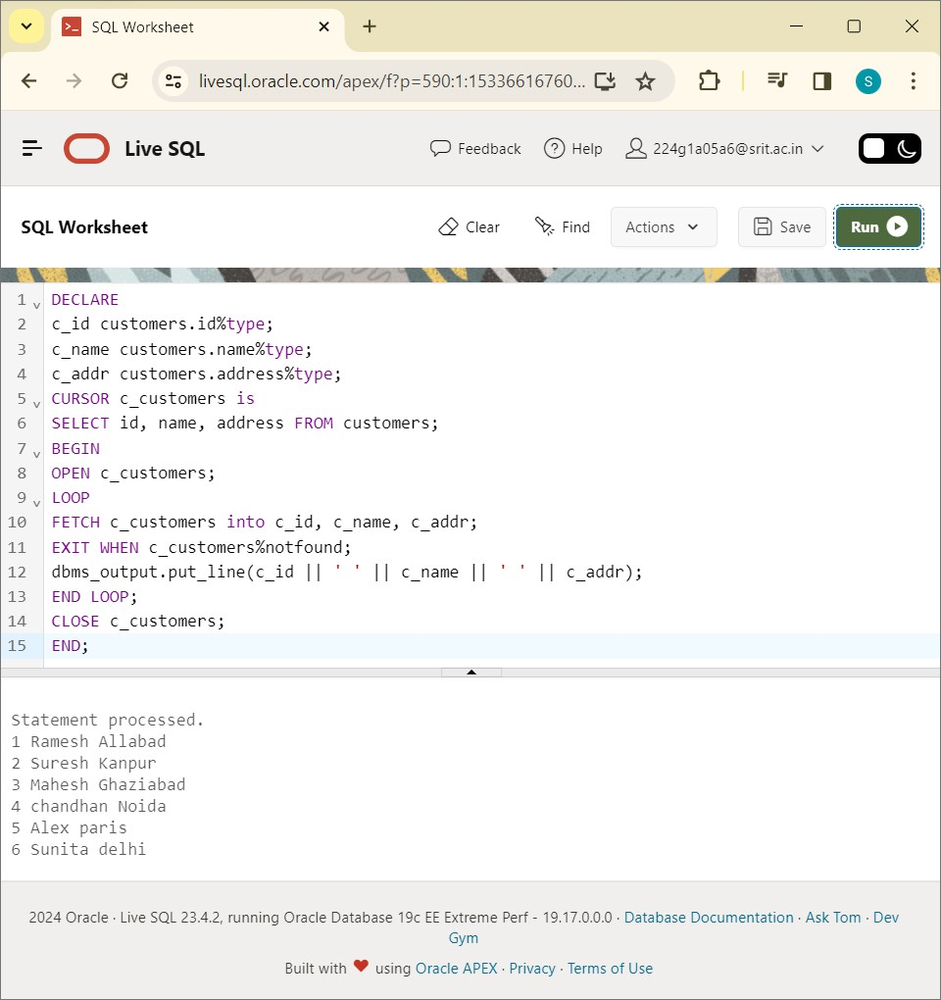 SQL Worksheet
livesql.oracle.com/apex/f?p=590:1:15336616760...
S
Live SQL
Feedback
Help
224g1a05a6@srit.ac.in
SQL Worksheet
Clear
Find
Actions
Save
Run
1 DECLARE
2 c_id customers.id%type;
3 c_name customers.name%type;
4 c_addr customers.address%type;
5 CURSOR c_customers is
6 SELECT id, name, address FROM customers;
7 BEGIN
8 OPEN c_customers;
9 LOOP
10 FETCH c_customers into c_id, c_name, c_addr;
11 EXIT WHEN c_customers%notfound;
12 dbms_output.put_line(c_id || ' ' || c_name || ' ' || c_addr);
13 END LOOP;
14 CLOSE c_customers;
15 END;
Statement processed.
1 Ramesh Allabad
2 Suresh Kanpur
3 Mahesh Ghaziabad
4 chandhan Noida
5 Alex paris
6 Sunita delhi
2024 Oracle · Live SQL 23.4.2, running Oracle Database 19c EE Extreme Perf - 19.17.0.0.0 · Database Documentation · Ask Tom · Dev
Gym
Built with ❤ using Oracle APEX · Privacy · Terms of Use